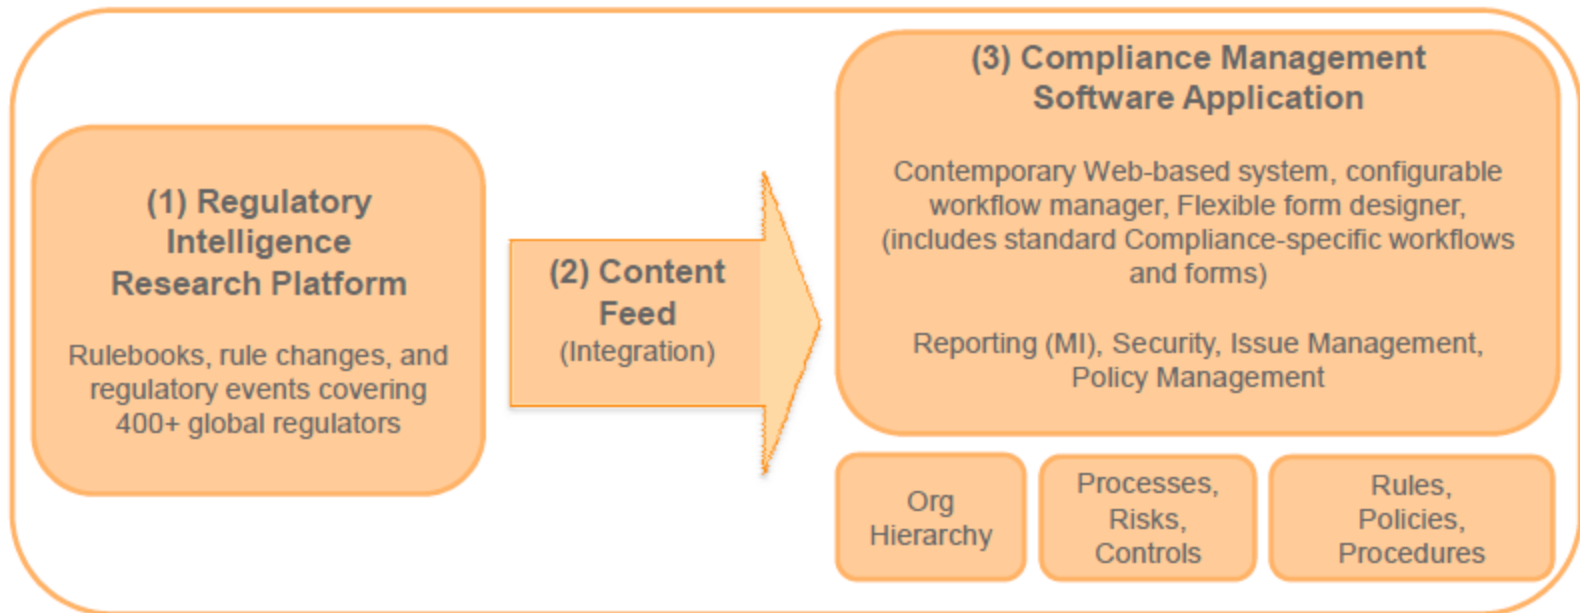 (1) Regulatory
Intelligence
Research Platform
Rulebooks, rule changes, and
regulatory events covering
400+ global regulators
(2) Content
Feed
(Integration)
(3) Compliance Management
Software Application
Contemporary Web-based system, configurable
workflow manager, Flexible form designer,
(includes standard Compliance-specific workflows
and forms)
Reporting (MI), Security, Issue Management,
Policy Management
Org
Hierarchy
Processes,
Risks,
Controls
Rules,
Policies,
Procedures